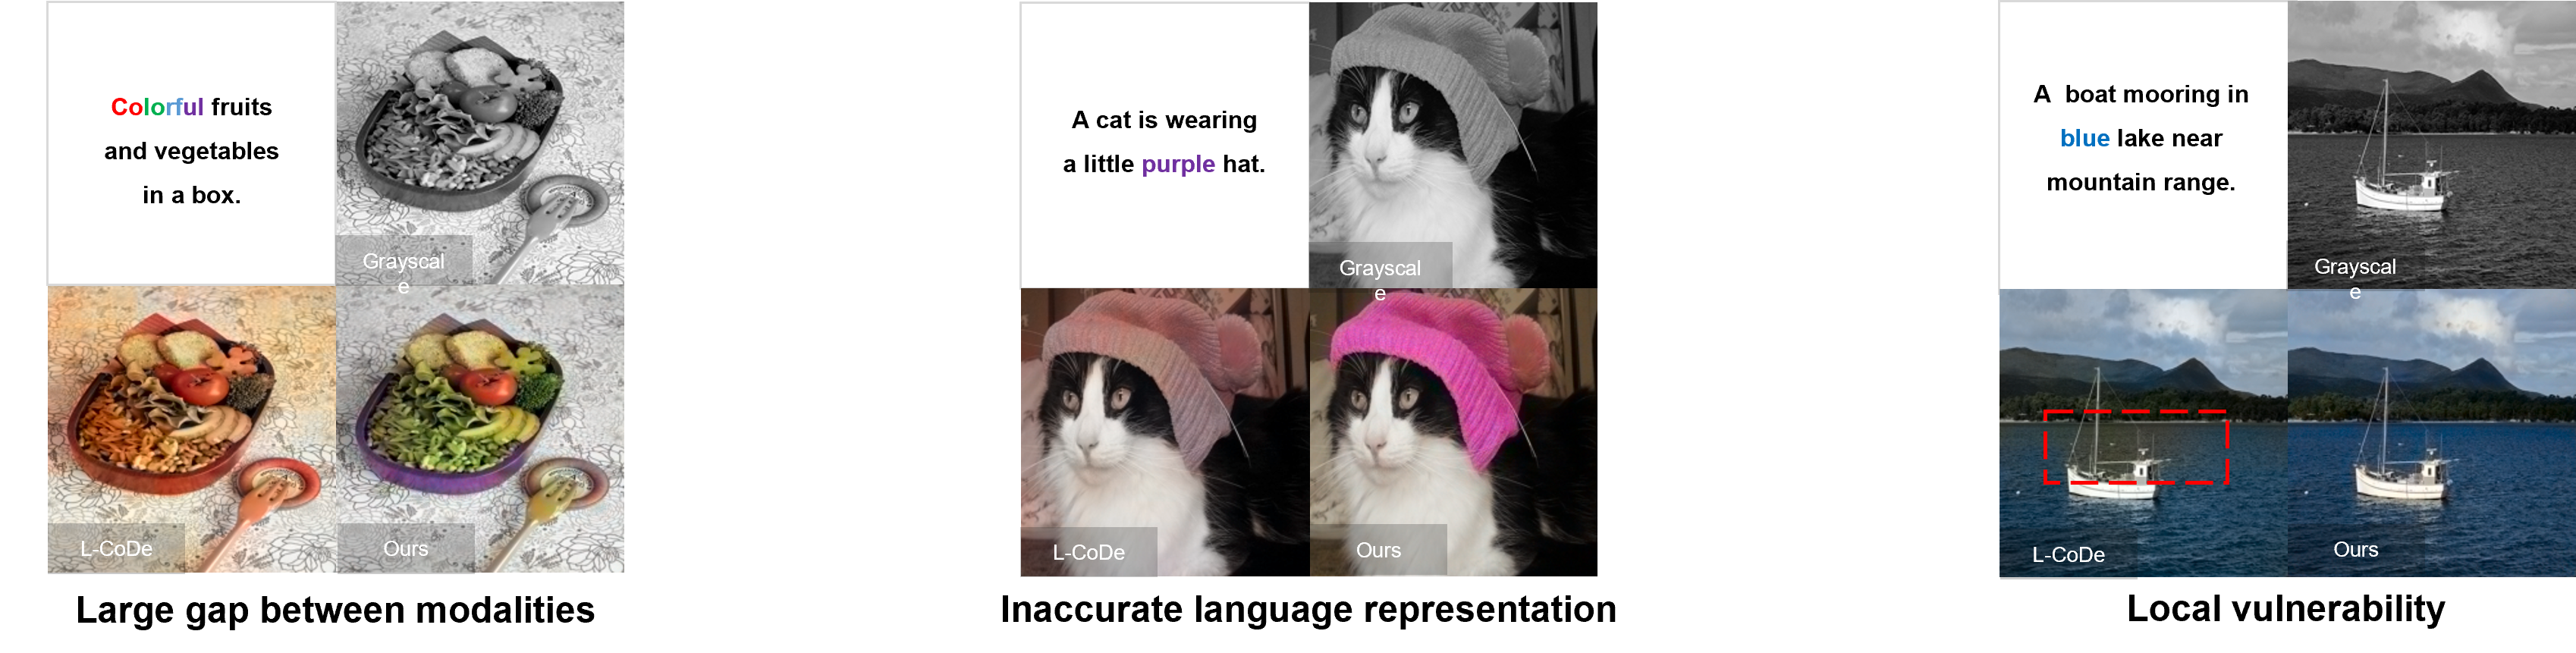 Colorful fruits
and vegetables
in a box.
Grayscal
e
L-CoDe
Ours
Large gap between modalities
A cat is wearing
a little purple hat.
Grayscal
e
L-CoDe
Ours
Inaccurate language representation
A boat mooring in
blue lake near
mountain range.
Grayscal
e
L-CoDe
Ours
Local vulnerability